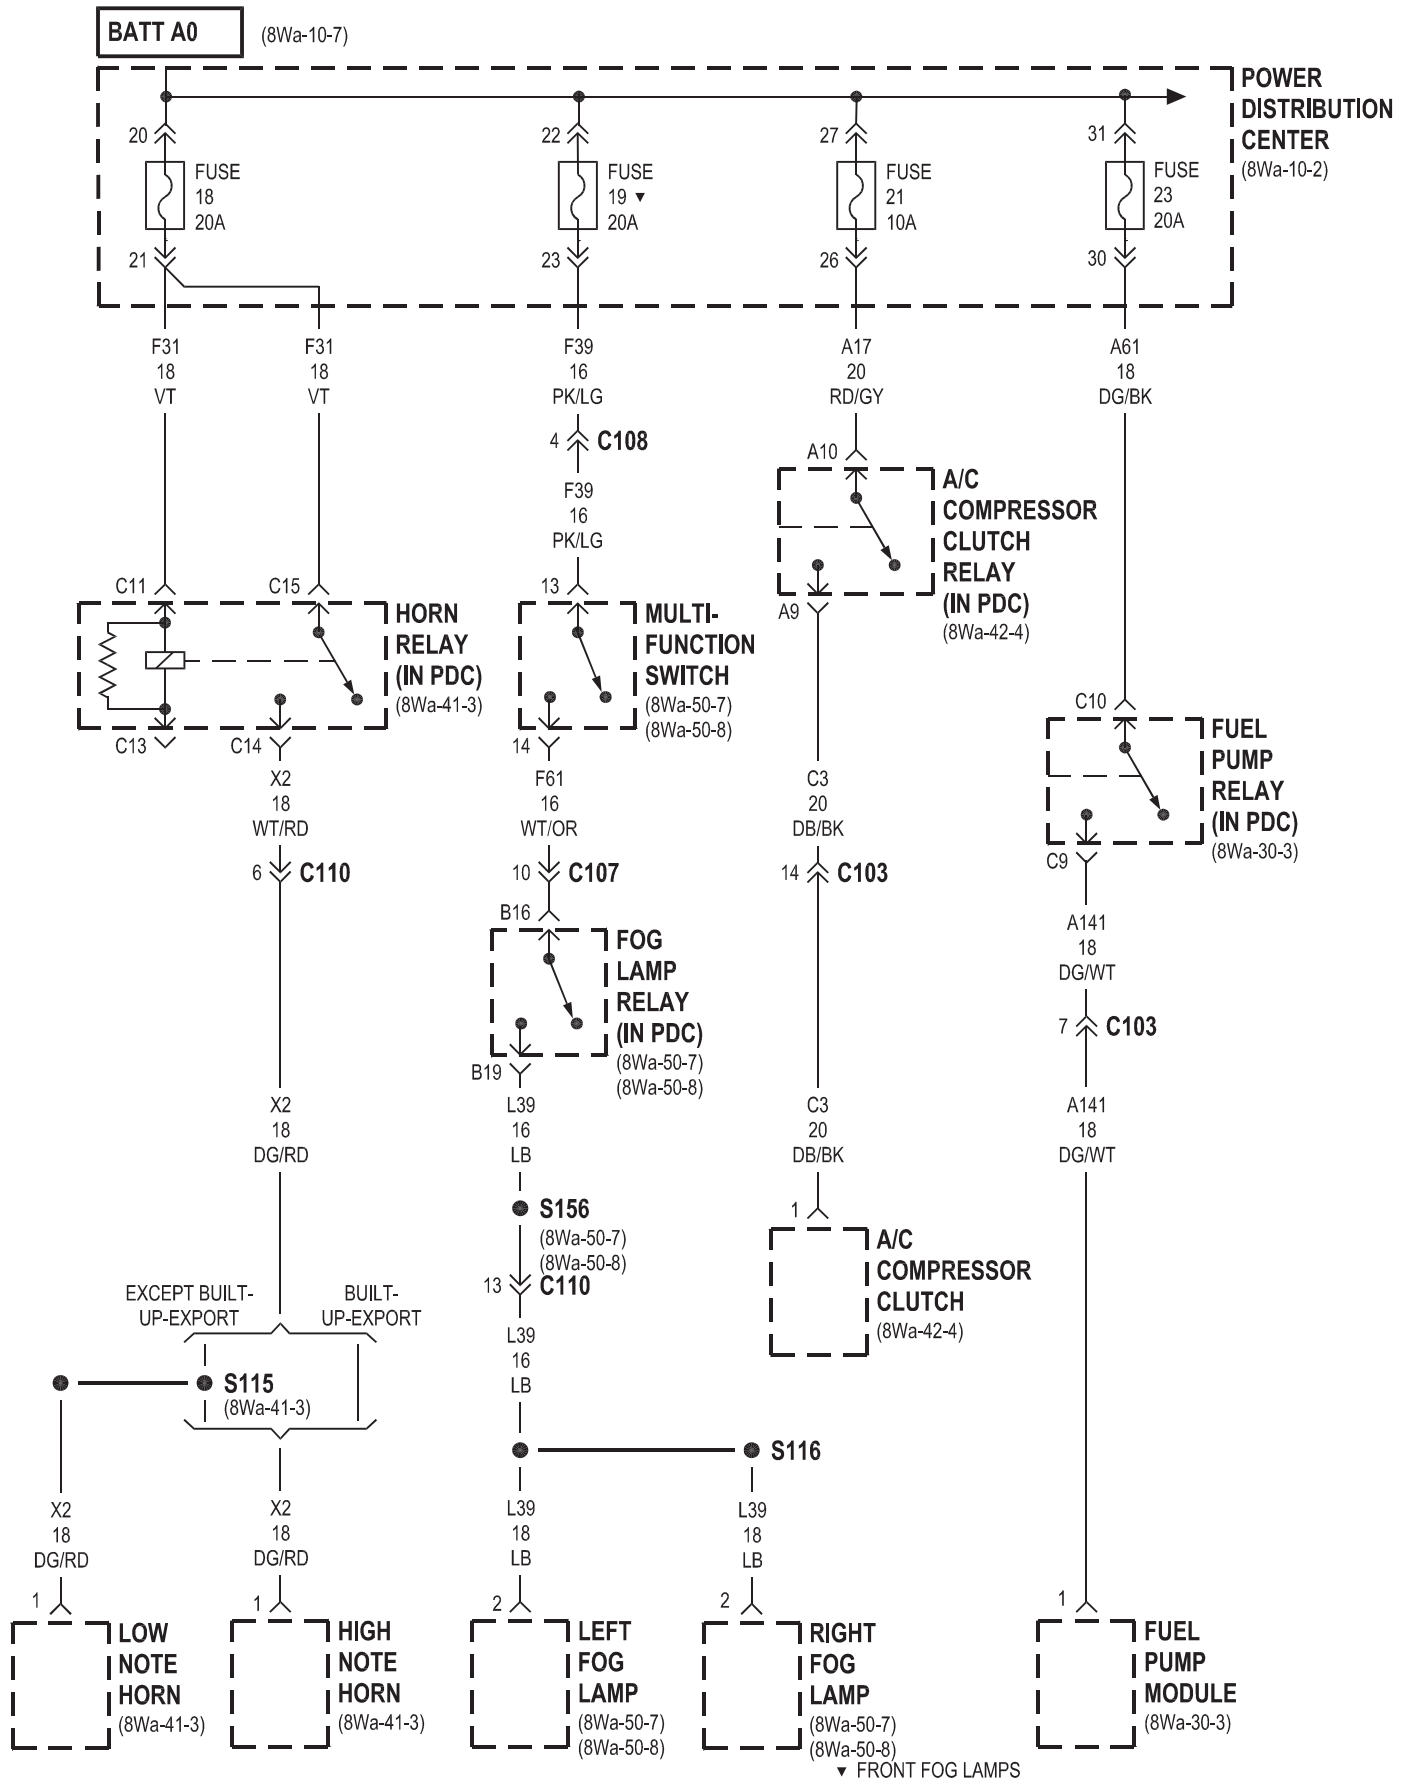 BATT A0
(8Wa-10-7)
POWER
DISTRIBUTION
CENTER
(8Wa-10-2)
20
FUSE
18
20A
21
22
FUSE
19 ▼
20A
23
27
FUSE
21
10A
26
31
FUSE
23
20A
30
F31
18
VT
F31
18
VT
F39
16
PK/LG
A17
20
RD/GY
A61
18
DG/BK
4
C108
F39
16
PK/LG
A10
A/C
COMPRESSOR
CLUTCH
RELAY
(IN PDC)
(8Wa-42-4)
A9
C11
C15
HORN
RELAY
(IN PDC)
(8Wa-41-3)
C13
C14
13
MULTI-
FUNCTION
SWITCH
(8Wa-50-7)
(8Wa-50-8)
14
C10
FUEL
PUMP
RELAY
(IN PDC)
(8Wa-30-3)
C9
X2
18
WT/RD
F61
16
WT/OR
C3
20
DB/BK
6
C110
10
C107
14
C103
B16
FOG
LAMP
RELAY
(IN PDC)
(8Wa-50-7)
(8Wa-50-8)
B19
A141
18
DG/WT
7
C103
X2
18
DG/RD
L39
16
LB
C3
20
DB/BK
A141
18
DG/WT
S156
(8Wa-50-7)
(8Wa-50-8)
13
C110
1
A/C
COMPRESSOR
CLUTCH
(8Wa-42-4)
EXCEPT BUILT-
UP-EXPORT
BUILT-
UP-EXPORT
L39
16
LB
S115
(8Wa-41-3)
S116
X2
18
DG/RD
X2
18
DG/RD
L39
18
LB
L39
18
LB
1
LOW
NOTE
HORN
(8Wa-41-3)
1
HIGH
NOTE
HORN
(8Wa-41-3)
2
LEFT
FOG
LAMP
(8Wa-50-7)
(8Wa-50-8)
2
RIGHT
FOG
LAMP
(8Wa-50-7)
(8Wa-50-8)
1
FUEL
PUMP
MODULE
(8Wa-30-3)
▼ FRONT FOG LAMPS